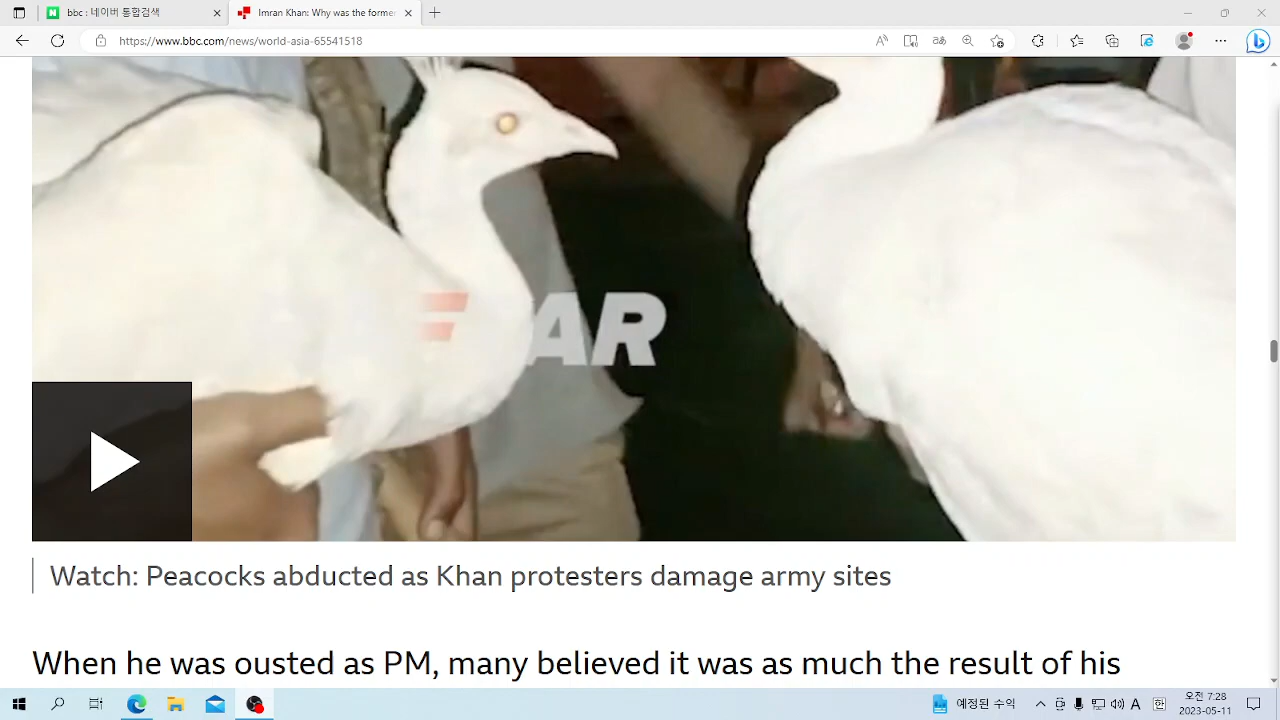 bbc : 네이버 통합검색
Imran Khan: Why was the former
https://www.bbc.com/news/world-asia-65541518
AR
Watch: Peacocks abducted as Khan protesters damage army sites
When he was ousted as PM, many believed it was as much the result of his
예정된 수익
A
한
오전 7:28
2023-05-11